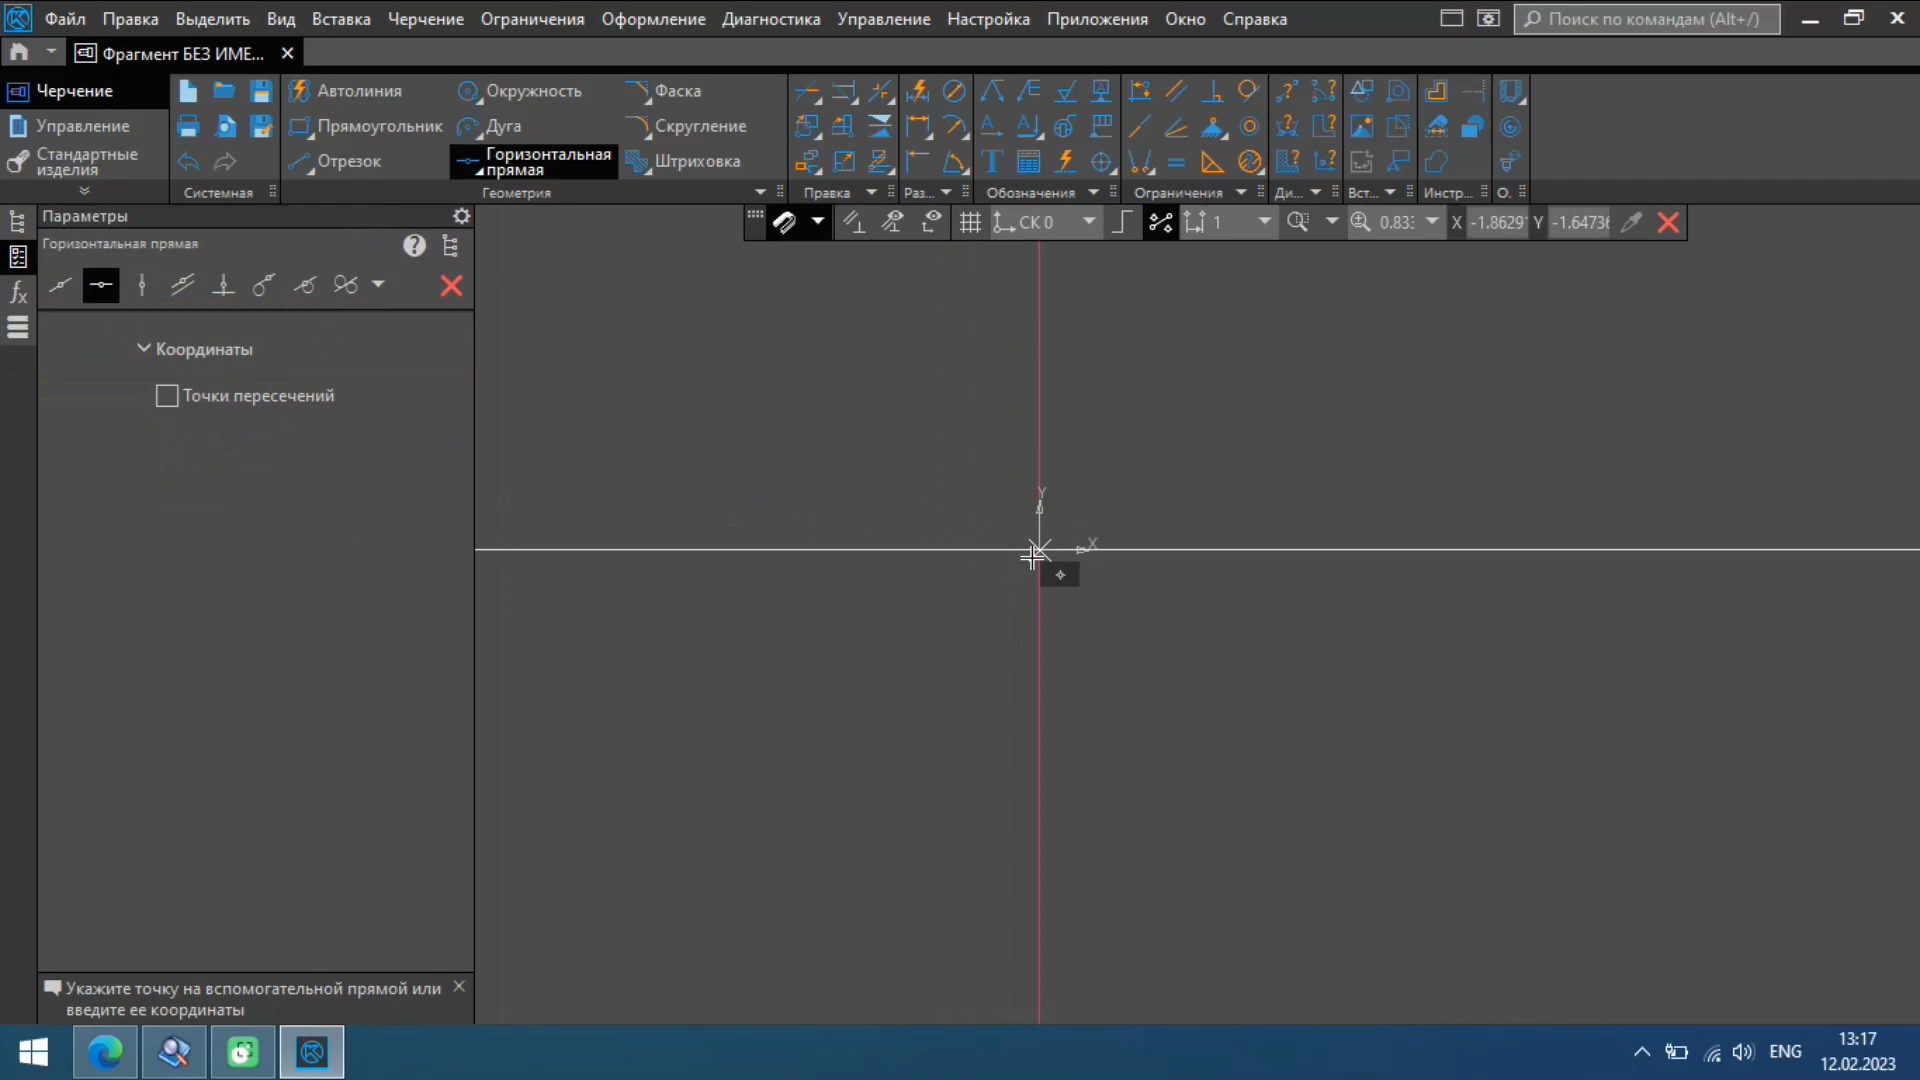 Файл Правка Выделить Вид Вставка Черчение Ограничения Оформление Диагностика Управление Настройка Приложения Окно Справка Поиск по командам (Alt+/)
Фрагмент БЕЗ ИМЕ...
Черчение
Управление
Стандартные
изделия
Системная
Автолиния Окружность Фаска
Прямоугольник Дуга Скругление
Отрезок Горизонтальная
прямая Штриховка
Геометрия Правка Раз... Обозначения Ограничения Ди... Вст... Инстр... О.
Параметры
СК 0 1 0.83 X -1.8629 Y -1.6473
Горизонтальная прямая
Координаты
Точки пересечений
Y
X
Укажите точку на вспомогательной прямой или
введите ее координаты
ENG
13:17
12.02.2023